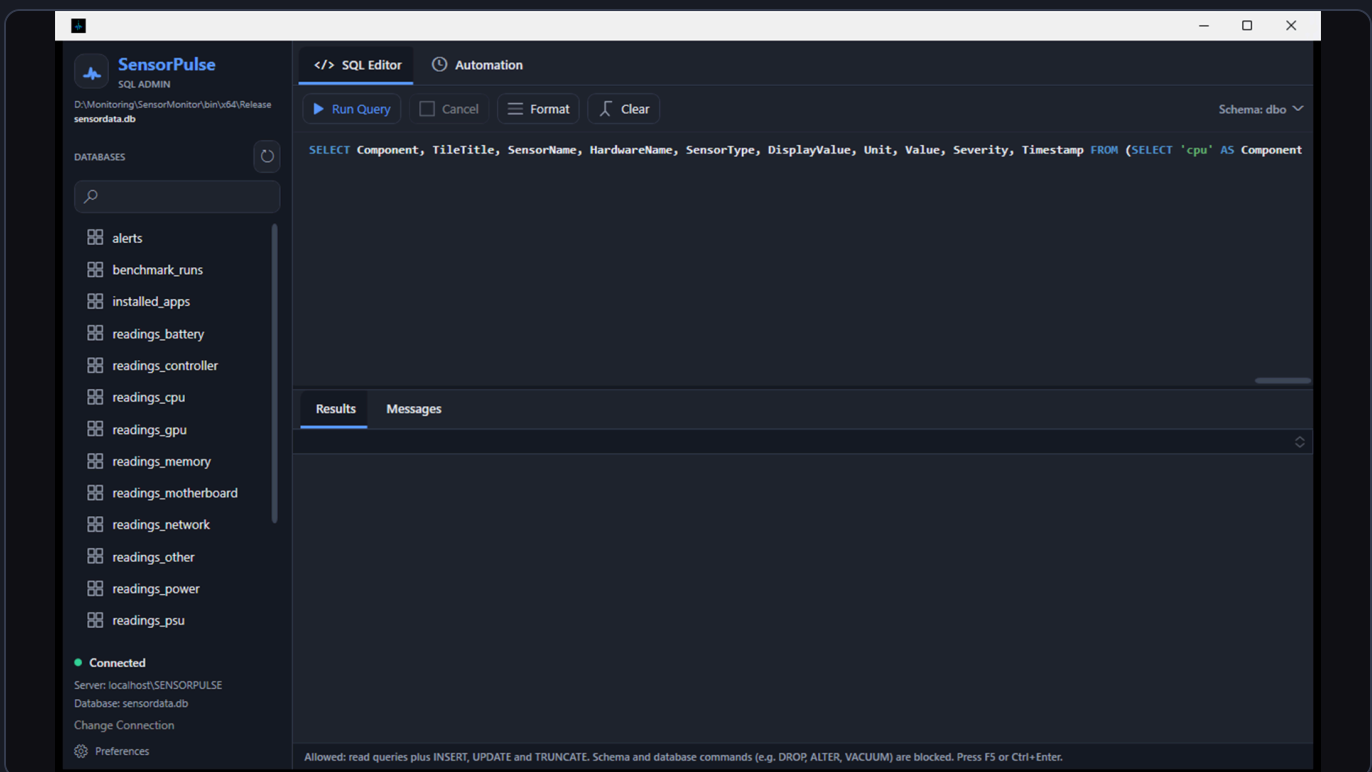 SensorPulse
SQL ADMIN
D:\Monitoring\SensorMonitor\bin\x64\Release
sensordata.db
DATABASES
alerts
benchmark_runs
installed_apps
readings_battery
readings_controller
readings_cpu
readings_gpu
readings_memory
readings_motherboard
readings_network
readings_other
readings_power
readings_psu
Connected
Server: localhost\SENSORPULSE
Database: sensordata.db
Change Connection
Preferences
</> SQL Editor Automation
Run Query Cancel Format Clear Schema: dbo
SELECT Component, TileTitle, SensorName, HardwareName, SensorType, DisplayValue, Unit, Value, Severity, Timestamp FROM (SELECT 'cpu' AS Component
Results Messages
Allowed: read queries plus INSERT, UPDATE and TRUNCATE. Schema and database commands (e.g. DROP, ALTER, VACUUM) are blocked. Press F5 or Ctrl+Enter.